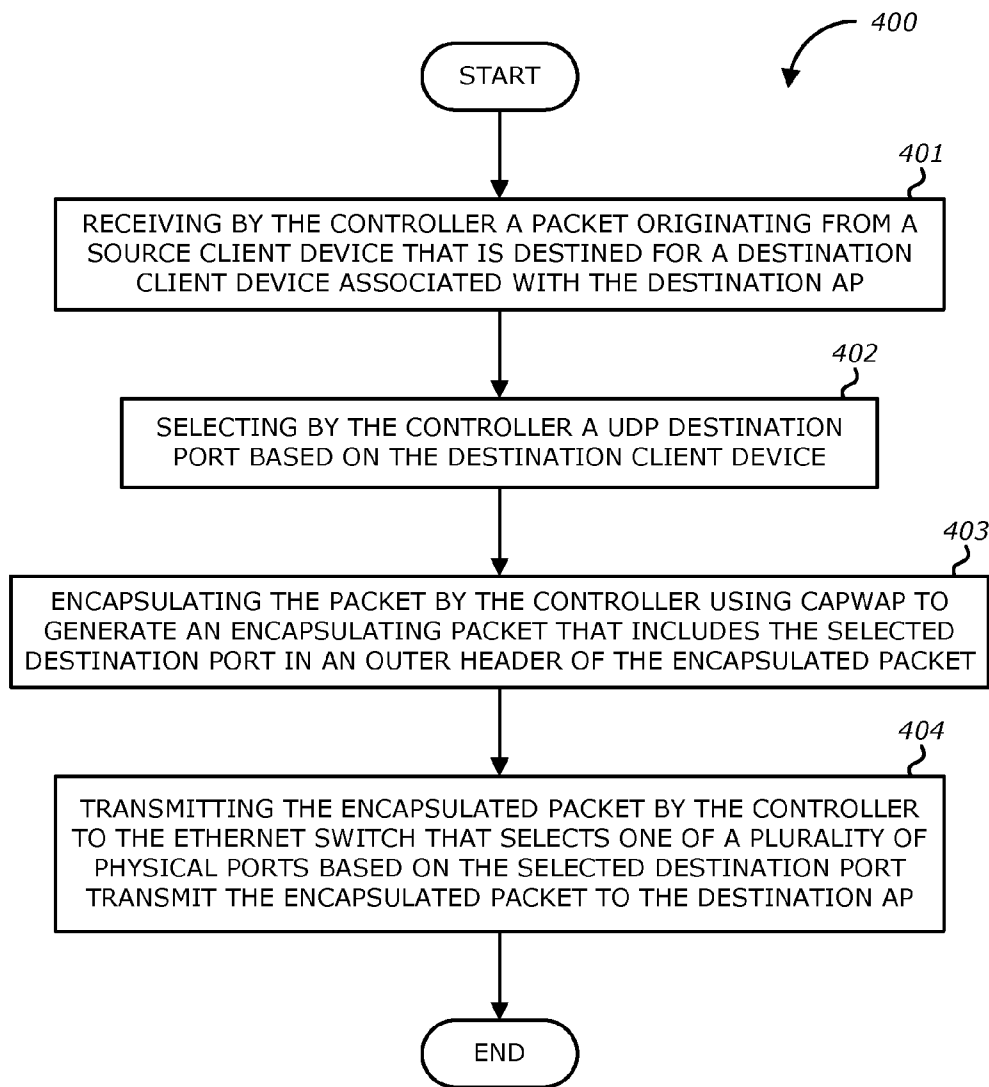 400
START
401
RECEIVING BY THE CONTROLLER A PACKET ORIGINATING FROM A
SOURCE CLIENT DEVICE THAT IS DESTINED FOR A DESTINATION
CLIENT DEVICE ASSOCIATED WITH THE DESTINATION AP
402
SELECTING BY THE CONTROLLER A UDP DESTINATION
PORT BASED ON THE DESTINATION CLIENT DEVICE
403
ENCAPSULATING THE PACKET BY THE CONTROLLER USING CAPWAP TO
GENERATE AN ENCAPSULATING PACKET THAT INCLUDES THE SELECTED
DESTINATION PORT IN AN OUTER HEADER OF THE ENCAPSULATED PACKET
404
TRANSMITTING THE ENCAPSULATED PACKET BY THE CONTROLLER
TO THE ETHERNET SWITCH THAT SELECTS ONE OF A PLURALITY OF
PHYSICAL PORTS BASED ON THE SELECTED DESTINATION PORT
TRANSMIT THE ENCAPSULATED PACKET TO THE DESTINATION AP
END